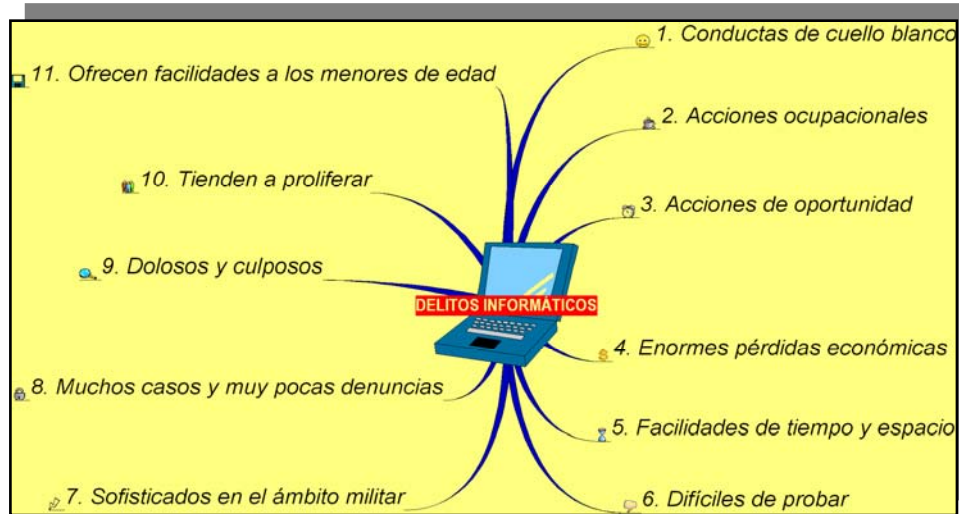 1. Conductas de cuello blanco
2. Acciones ocupacionales
3. Acciones de oportunidad
4. Enormes pérdidas económicas
5. Facilidades de tiempo y espacio
6. Difíciles de probar
7. Sofisticados en el ámbito militar
8. Muchos casos y muy pocas denuncias
9. Dolosos y culposos
10. Tienden a proliferar
11. Ofrecen facilidades a los menores de edad
DELITOS INFORMÁTICOS